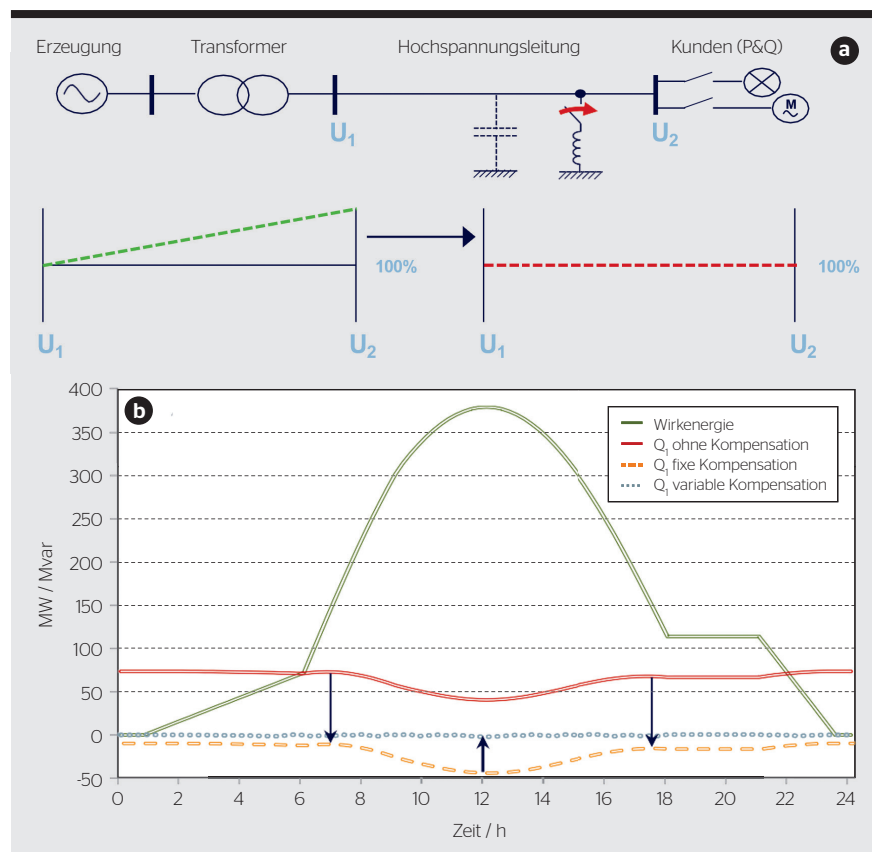 Erzeugung Transformer Hochspannungsleitung Kunden (P&Q) a
M
U1 U2
100% 100%
U1 U2 U1 U2
b
Wirkenergie
Q1 ohne Kompensation
Q1 fixe Kompensation
Q1 variable Kompensation
MW / Mvar
400
350
300
250
200
150
100
50
0
-50
0 2 4 6 8 10 12 14 16 18 20 22 24
Zeit / h